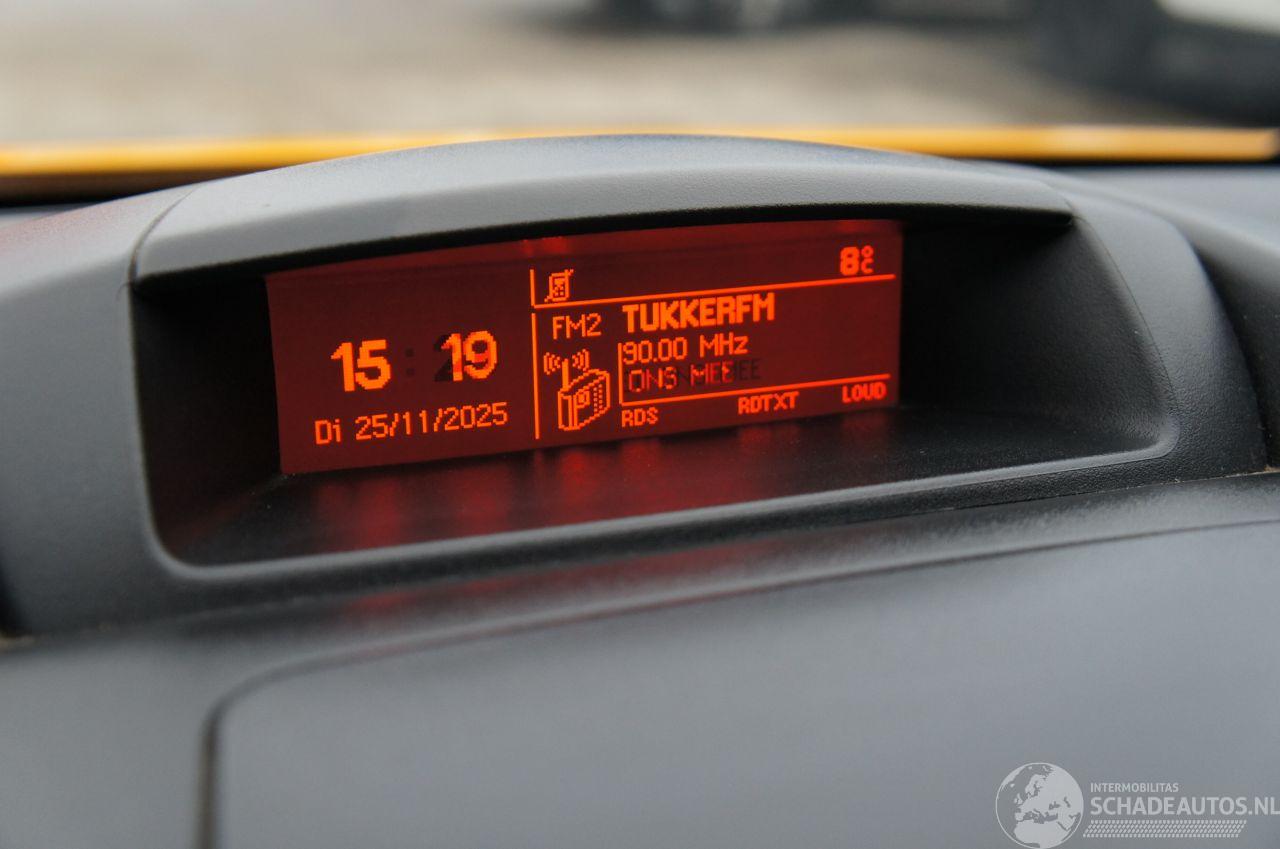 8°C
15:19
Di 25/11/2025
FM2 TUKKERFM
90.00 MHz
RDS RDTXT LOUD
INTERMOBILITAS
SCHADEAUTOS.NL